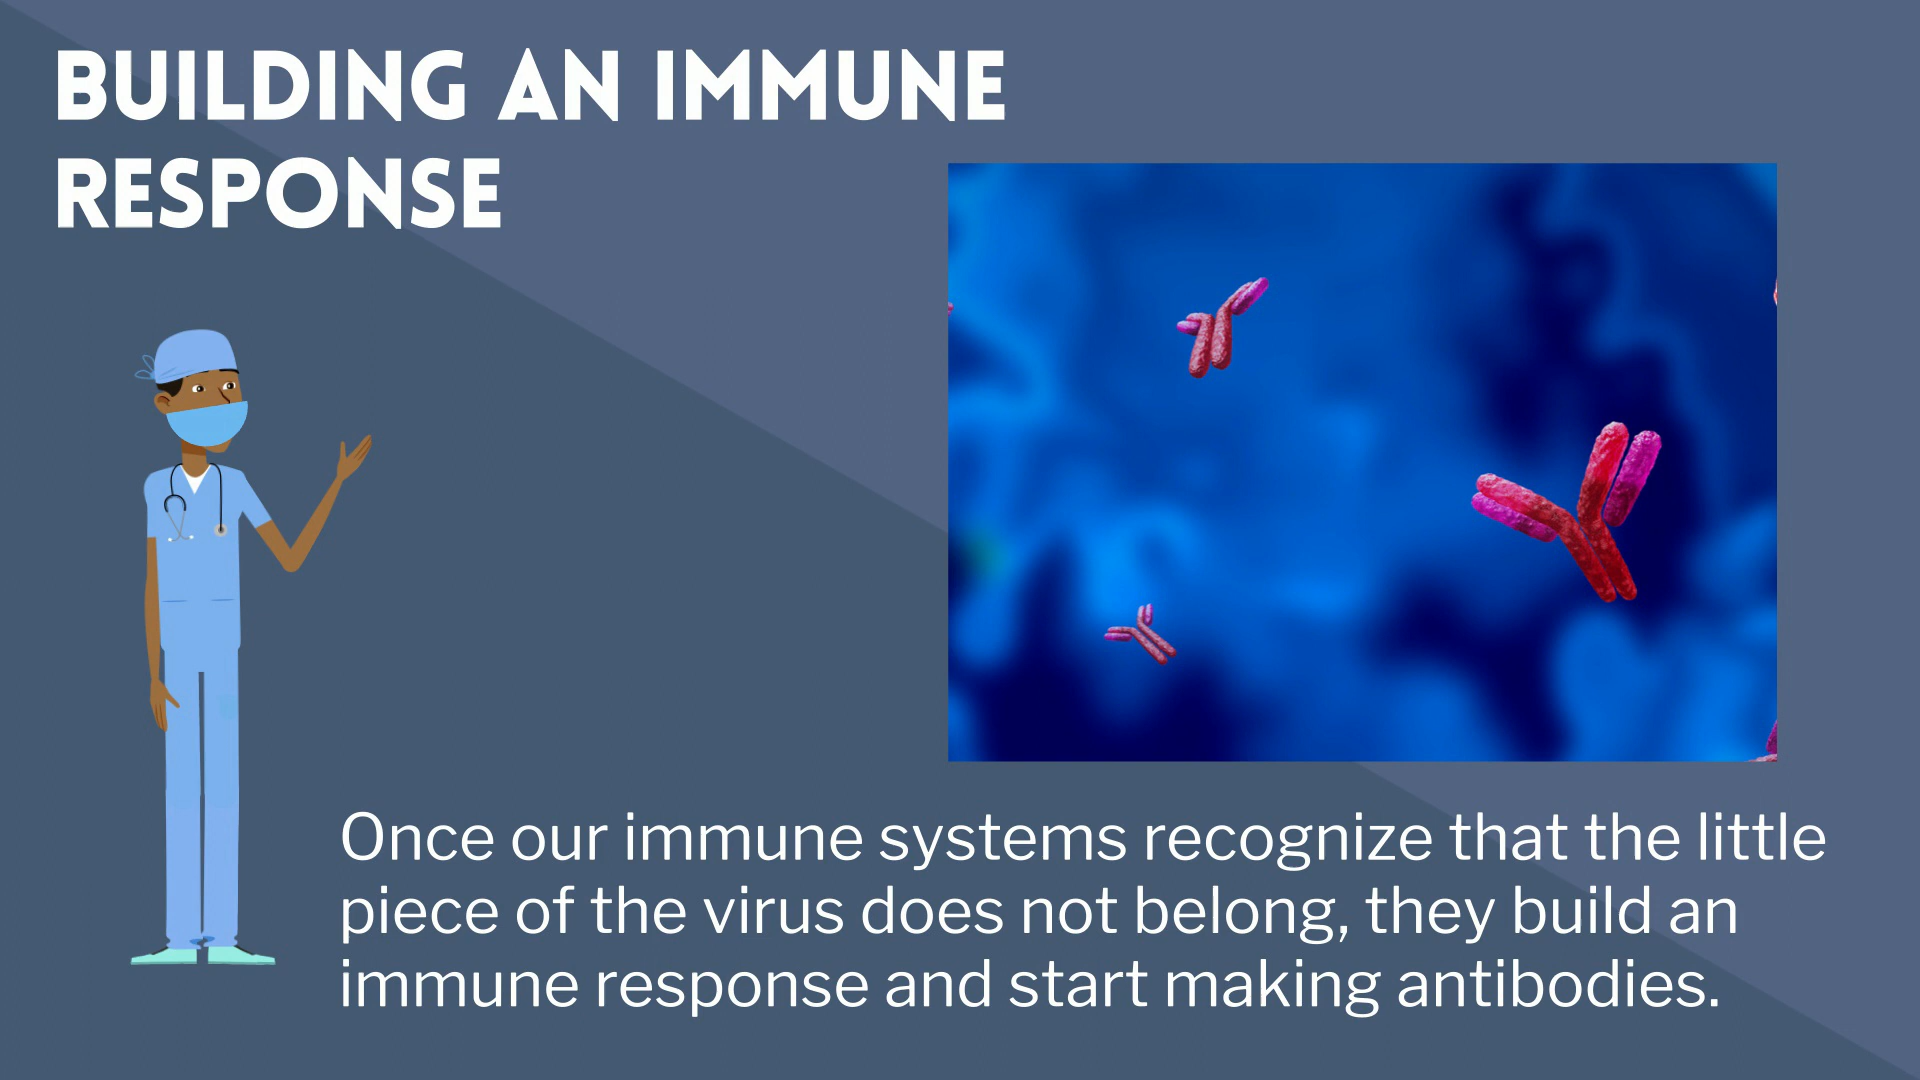 BUILDING AN IMMUNE
RESPONSE
Once our immune systems recognize that the little
piece of the virus does not belong, they build an
immune response and start making antibodies.